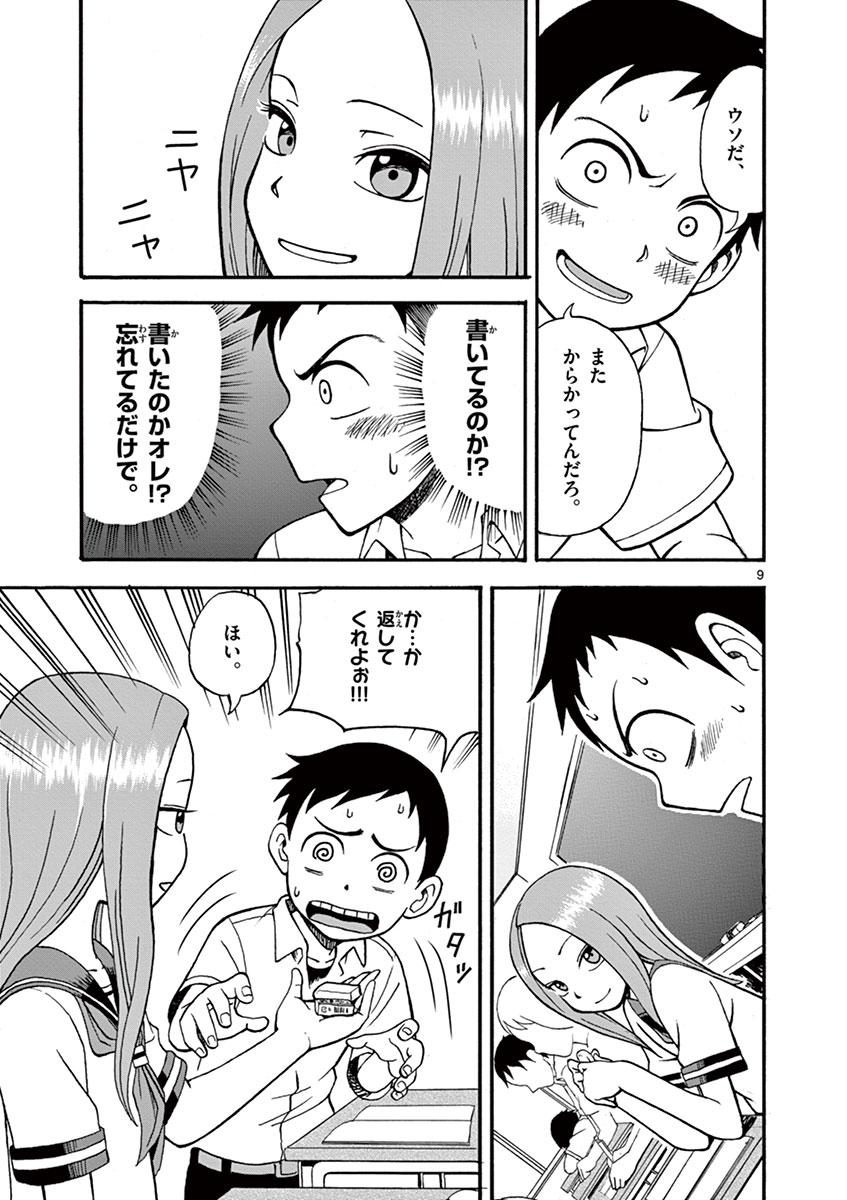 ウソだ、
また
からかってんだろ。
ニヤ
ニヤ
書いてるのか!?
書いたのかオレ!?
忘れてるだけで。
9
か…か
返して
くれよぉ!!!
ほい。
ガタッ